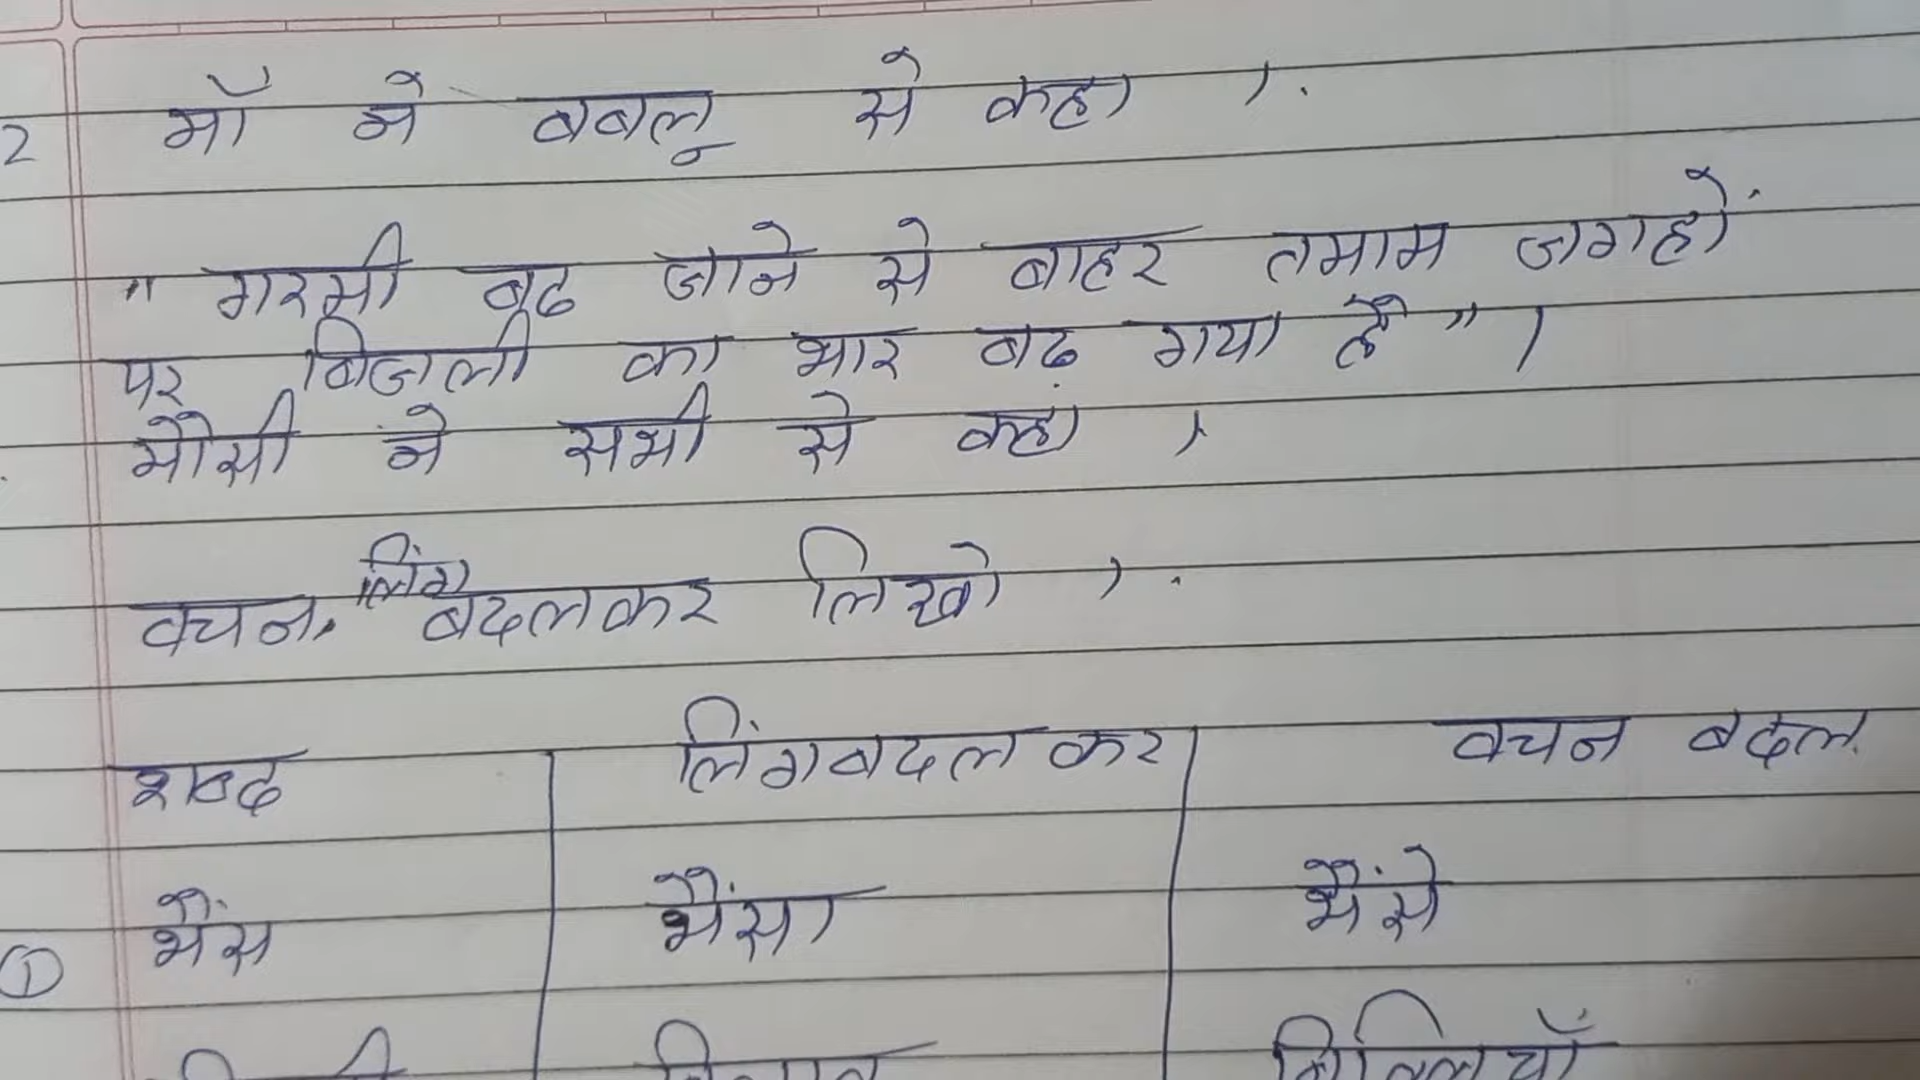 2 माँ ने बबलू से कहा ।.
" गरमी बढ जाने से बाहर तमाम जगहों
पर बिजली का भार बढ गया है " ।
मौसी ने सभी से कहा ।
वचन, लिंग बदलकर लिखो ।.
शब्द लिंगबदल कर वचन बदल
① भैंस भैंसा भैंसे
बिल्लियाँ